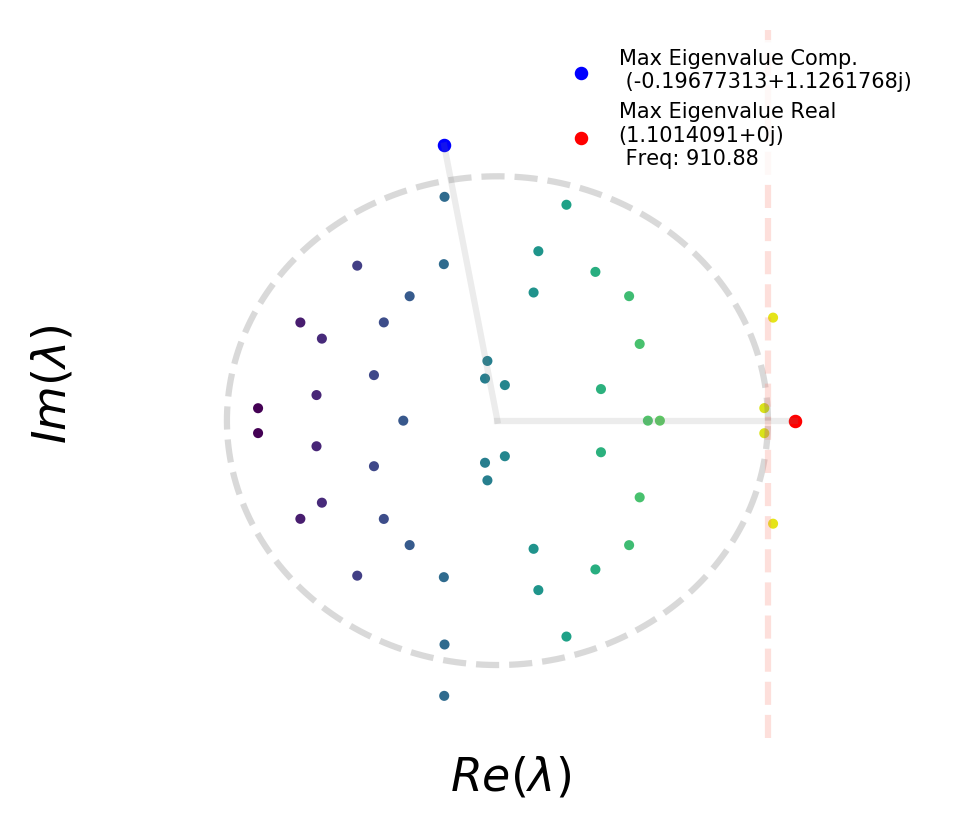 Max Eigenvalue Comp.
(-0.19677313+1.1261768j)
Max Eigenvalue Real
(1.1014091+0j)
Freq: 910.88
Im(λ)
Re(λ)